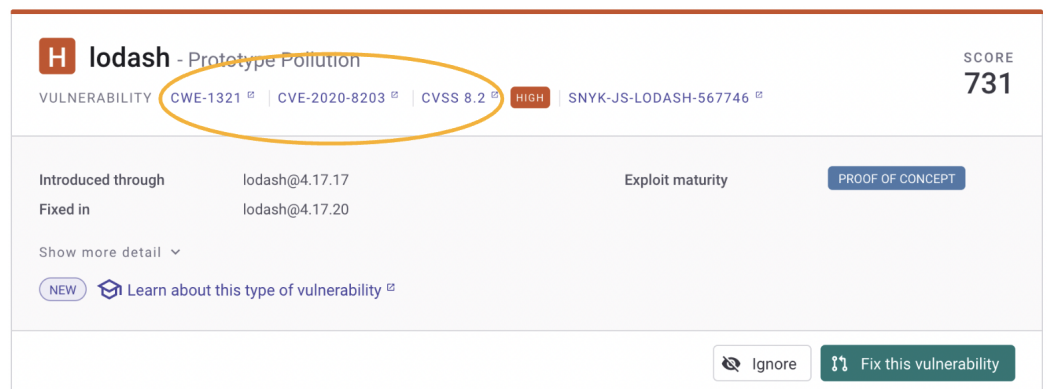 H lodash - Prototype Pollution
SCORE
731
VULNERABILITY CWE-1321 CVE-2020-8203 CVSS 8.2 HIGH SNYK-JS-LODASH-567746
Introduced through lodash@4.17.17 Exploit maturity PROOF OF CONCEPT
Fixed in lodash@4.17.20
Show more detail
NEW Learn about this type of vulnerability
Ignore Fix this vulnerability